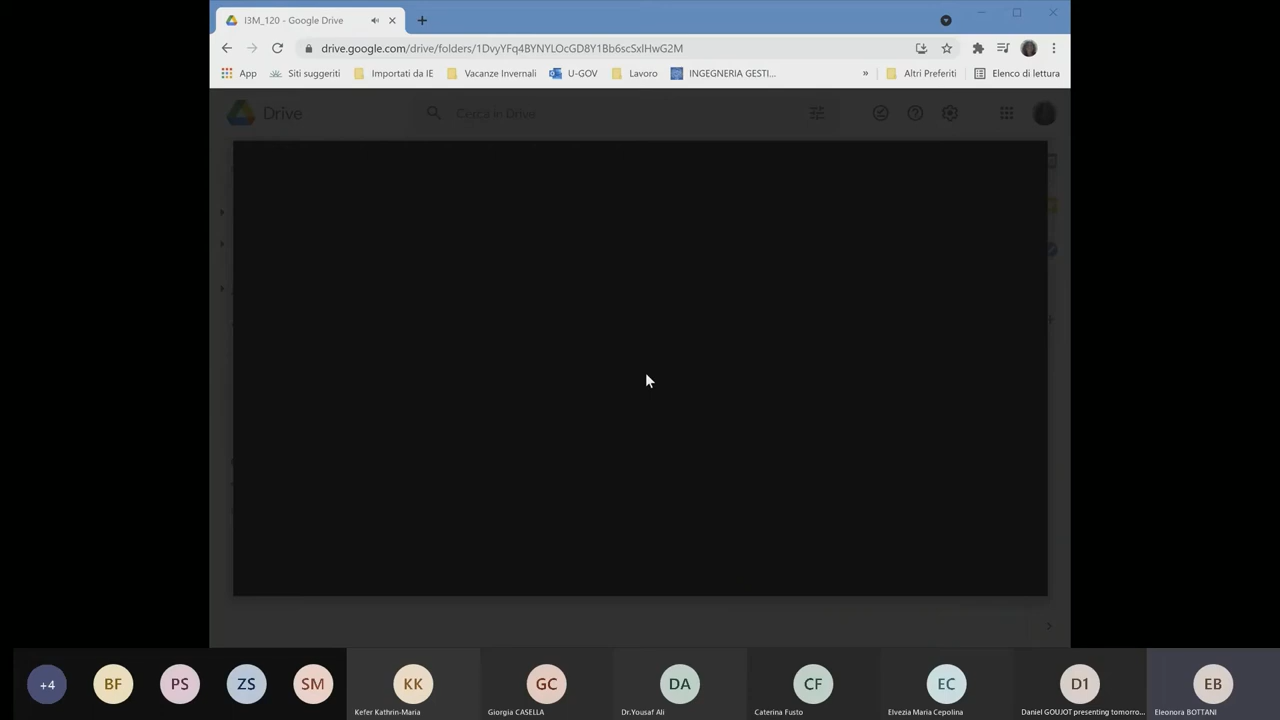 I3M_120 - Google Drive
drive.google.com/drive/folders/1DvyYFq4BYNYLOcGD8Y1Bb6scSxlHwG2M
App
Siti suggeriti
Importati da IE
Vacanze Invernali
U-GOV
Lavoro
INGEGNERIA GESTI...
»
Altri Preferiti
Elenco di lettura
Drive
Cerca in Drive
+4
BF
PS
ZS
SM
KK
GC
DA
CF
EC
D1
EB
Kefer Kathrin-Maria
Giorgia CASELLA
Dr.Yousaf Ali
Caterina Fusto
Elvezia Maria Cepolina
Daniel GOUJOT presenting tomorro...
Eleonora BOTTANI